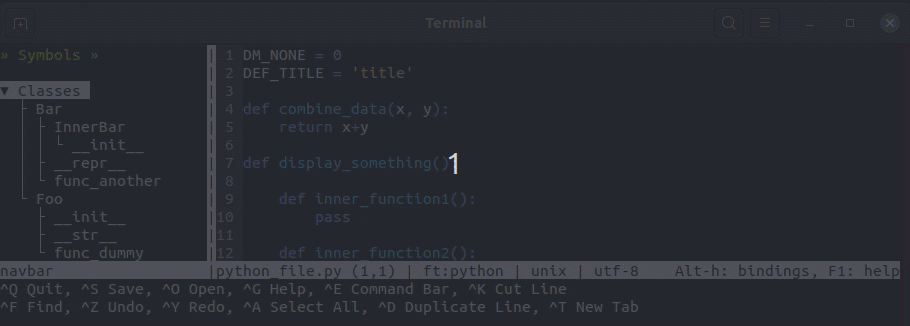 Terminal
» Symbols »
▼ Classes
Bar
InnerBar
__init__
__repr__
func_another
Foo
__init__
__str__
func_dummy
1 DM_NONE = 0
2 DEF_TITLE = 'title'
3
4 def combine_data(x, y):
5 return x+y
6
7 def display_something()
8
9 def inner_function1():
10 pass
11
12 def inner_function2():
1
navbar |python_file.py (1,1) | ft:python | unix | utf-8 Alt-h: bindings, F1: help
^Q Quit, ^S Save, ^O Open, ^G Help, ^E Command Bar, ^K Cut Line
^F Find, ^Z Undo, ^Y Redo, ^A Select All, ^D Duplicate Line, ^T New Tab